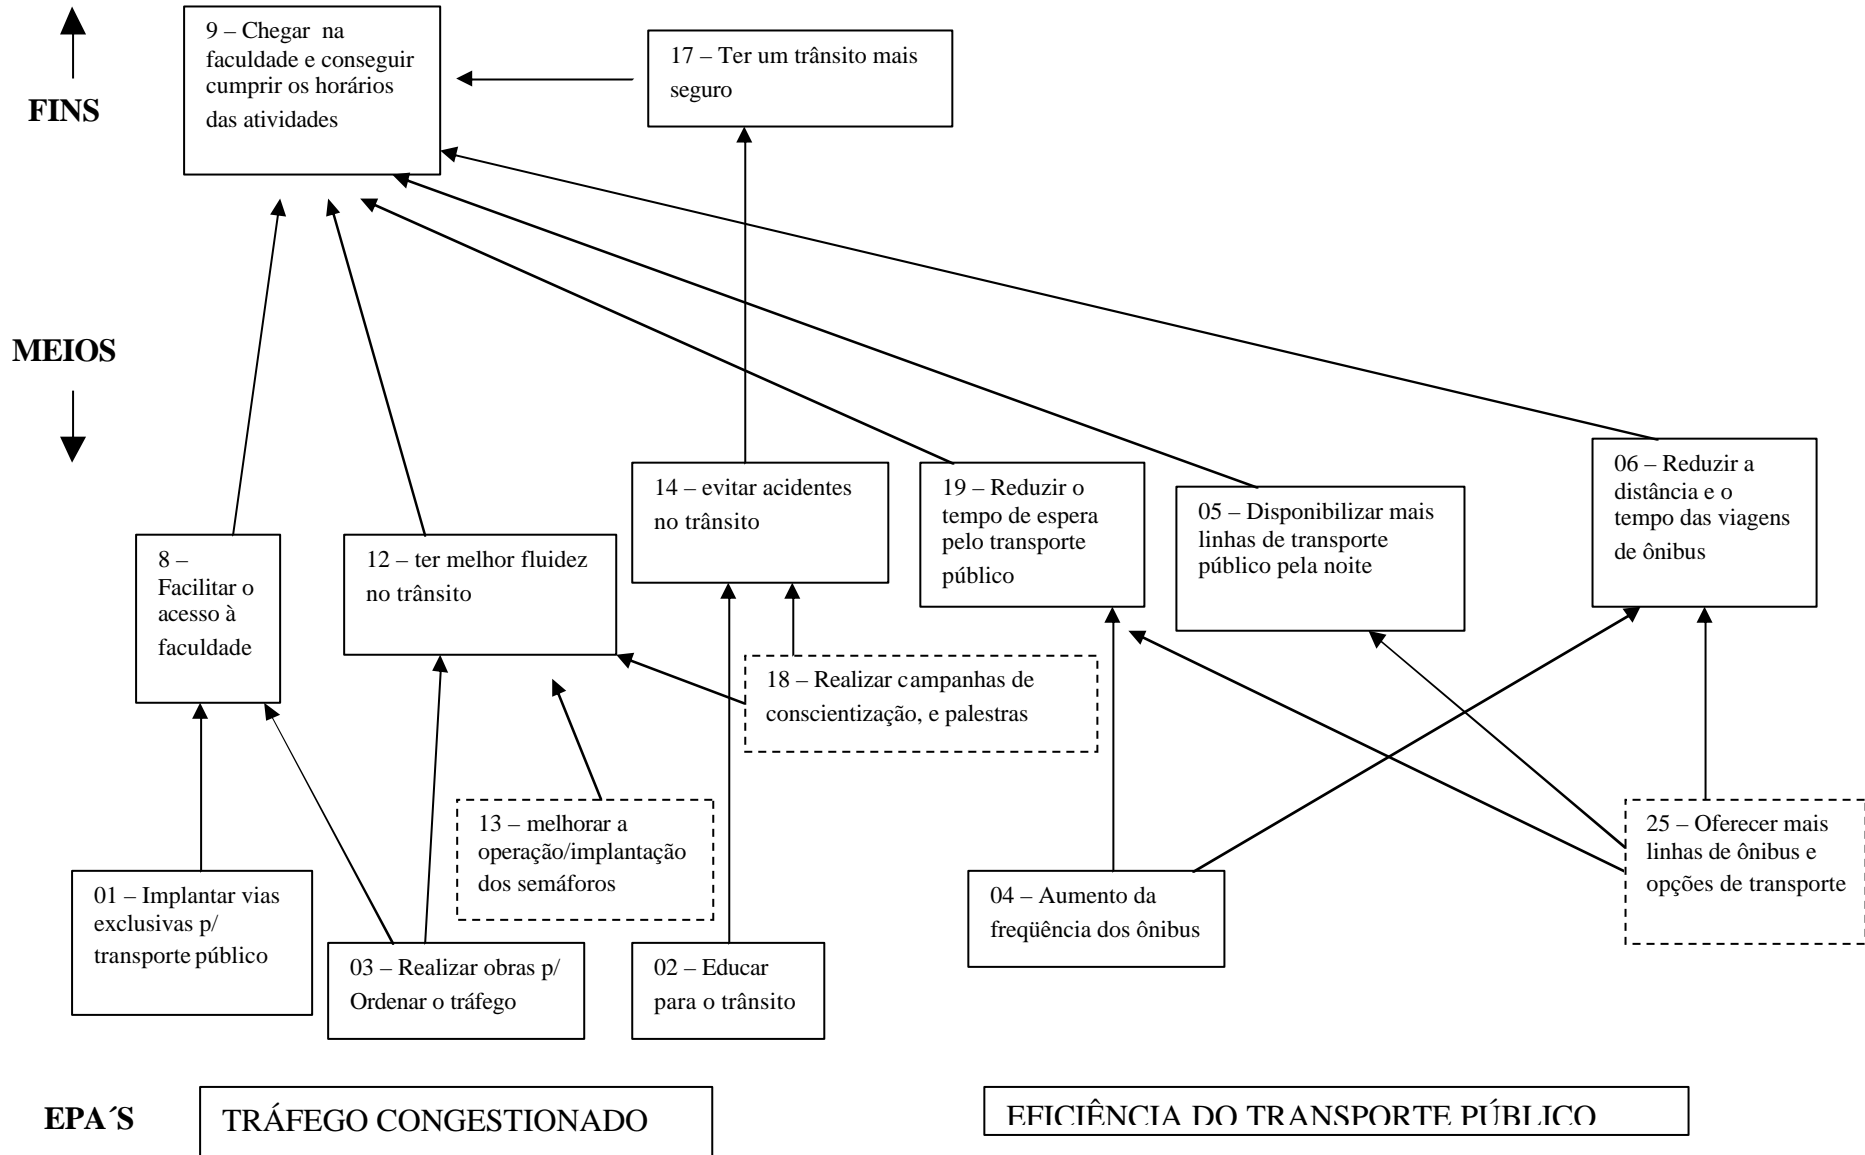 9 – Chegar na
faculdade e conseguir
cumprir os horários
das atividades
17 – Ter um trânsito mais
seguro
FINS
MEIOS
14 – evitar acidentes
no trânsito
19 – Reduzir o
tempo de espera
pelo transporte
público
05 – Disponibilizar mais
linhas de transporte
público pela noite
06 – Reduzir a
distância e o
tempo das viagens
de ônibus
8 –
Facilitar o
acesso à
faculdade
12 – ter melhor fluidez
no trânsito
18 – Realizar campanhas de
conscientização, e palestras
13 – melhorar a
operação/implantação
dos semáforos
25 – Oferecer mais
linhas de ônibus e
opções de transporte
01 – Implantar vias
exclusivas p/
transporte público
03 – Realizar obras p/
Ordenar o tráfego
02 – Educar
para o trânsito
04 – Aumento da
freqüência dos ônibus
EPA´S
TRÁFEGO CONGESTIONADO
EFICIÊNCIA DO TRANSPORTE PÚBLICO